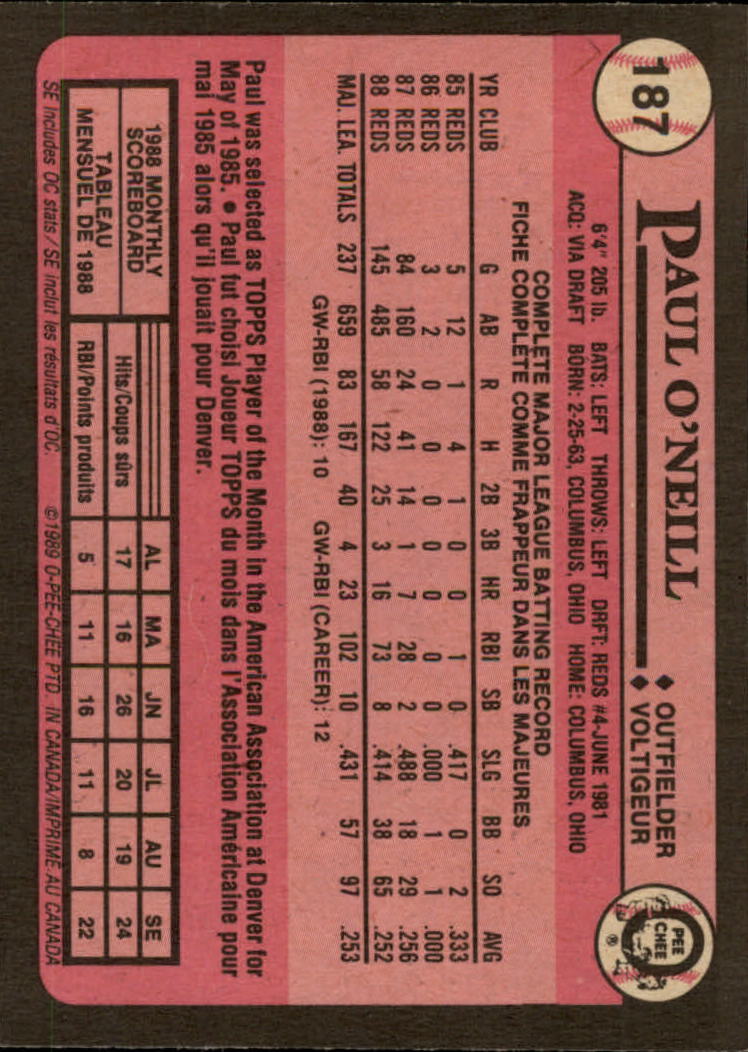 187
PAUL O'NEILL
♦ OUTFIELDER
♦ VOLTIGEUR
O PEE CHEE ®
6'4" 205 lb. BATS: LEFT THROWS: LEFT DRFT: REDS #4-JUNE 1981
ACQ: VIA DRAFT BORN: 2-25-63, COLUMBUS, OHIO HOME: COLUMBUS, OHIO
COMPLETE MAJOR LEAGUE BATTING RECORD
FICHE COMPLÈTE COMME FRAPPEUR DANS LES MAJEURES
YR CLUB G AB R H 2B 3B HR RBI SB SLG BB SO AVG
85 REDS 5 12 1 4 1 0 0 1 0 .417 0 2 .333
86 REDS 3 2 0 0 0 0 0 0 0 .000 1 1 .000
87 REDS 84 160 24 41 14 1 7 28 2 .488 18 29 .256
88 REDS 145 485 58 122 25 3 16 73 8 .414 38 65 .252
MAJ. LEA. TOTALS 237 659 83 167 40 4 23 102 10 .431 57 97 .253
GW-RBI (1988): 10 GW-RBI (CAREER): 12
Paul was selected as TOPPS Player of the Month in the American Association at Denver for
May of 1985. ● Paul fut choisi Joueur TOPPS du mois dans l'Association Américaine pour
mai 1985 alors qu'il jouait pour Denver.
1988 MONTHLY
SCOREBOARD
TABLEAU
MENSUEL DE 1988
AL MA JN JL AU SE
Hits/Coups sûrs 17 16 26 20 19 24
RBI/Points produits 5 11 16 11 8 22
SE includes OC stats / SE inclut les résultats d'OC. ©1989 O-PEE-CHEE PTD. IN CANADA/IMPRIMÉ AU CANADA